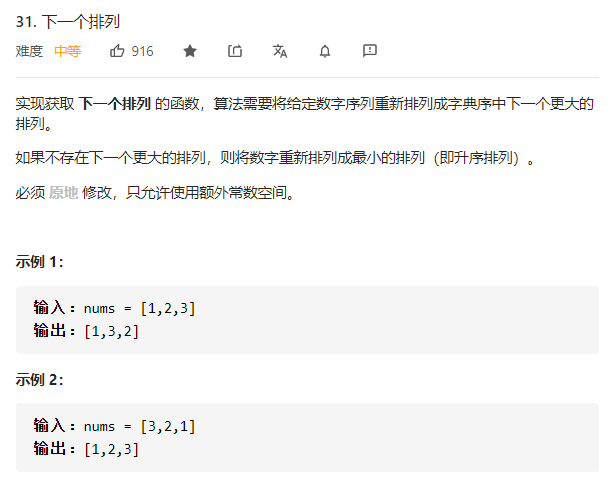 31. 下一个排列
难度 中等 916
实现获取 下一个排列 的函数，算法需要将给定数字序列重新排列成字典序中下一个更大的
排列。
如果不存在下一个更大的排列，则将数字重新排列成最小的排列（即升序排列）。
必须 原地 修改，只允许使用额外常数空间。
示例 1：
输入：nums = [1,2,3]
输出：[1,3,2]
示例 2：
输入：nums = [3,2,1]
输出：[1,2,3]